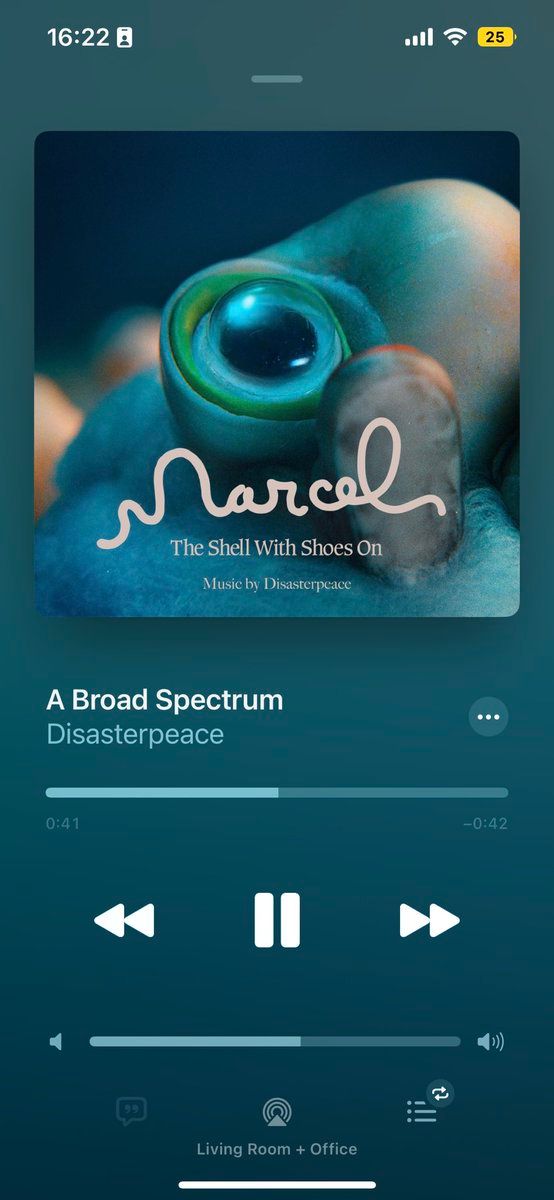 16:22
25
Marcel
The Shell With Shoes On
Music by Disasterpeace
A Broad Spectrum
Disasterpeace
0:41
−0:42
Living Room + Office